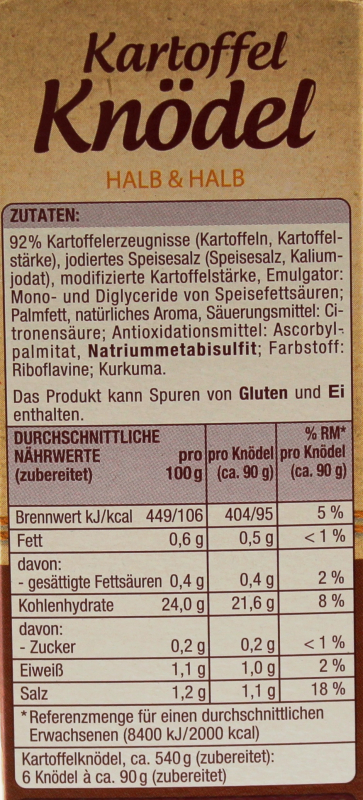 Kartoffel
Knödel
HALB & HALB
ZUTATEN:
92% Kartoffelerzeugnisse (Kartoffeln, Kartoffel-
stärke), jodiertes Speisesalz (Speisesalz, Kalium-
jodat), modifizierte Kartoffelstärke, Emulgator:
Mono- und Diglyceride von Speisefettsäuren;
Palmfett, natürliches Aroma, Säuerungsmittel: Ci-
tronensäure; Antioxidationsmittel: Ascorbyl-
palmitat, Natriummetabisulfit; Farbstoff:
Riboflavine; Kurkuma.
Das Produkt kann Spuren von Gluten und Ei
enthalten.
DURCHSCHNITTLICHE % RM*
NÄHRWERTE pro pro Knödel pro Knödel
(zubereitet) 100g (ca. 90 g) (ca. 90 g)
Brennwert kJ/kcal 449/106 404/95 5 %
Fett 0,6 g 0,5 g < 1 %
davon:
- gesättigte Fettsäuren 0,4 g 0,4 g 2 %
Kohlenhydrate 24,0 g 21,6 g 8 %
davon:
- Zucker 0,2 g 0,2 g < 1 %
Eiweiß 1,1 g 1,0 g 2 %
Salz 1,2 g 1,1 g 18 %
* Referenzmenge für einen durchschnittlichen
Erwachsenen (8400 kJ/2000 kcal)
Kartoffelknödel, ca. 540 g (zubereitet):
6 Knödel à ca. 90 g (zubereitet)